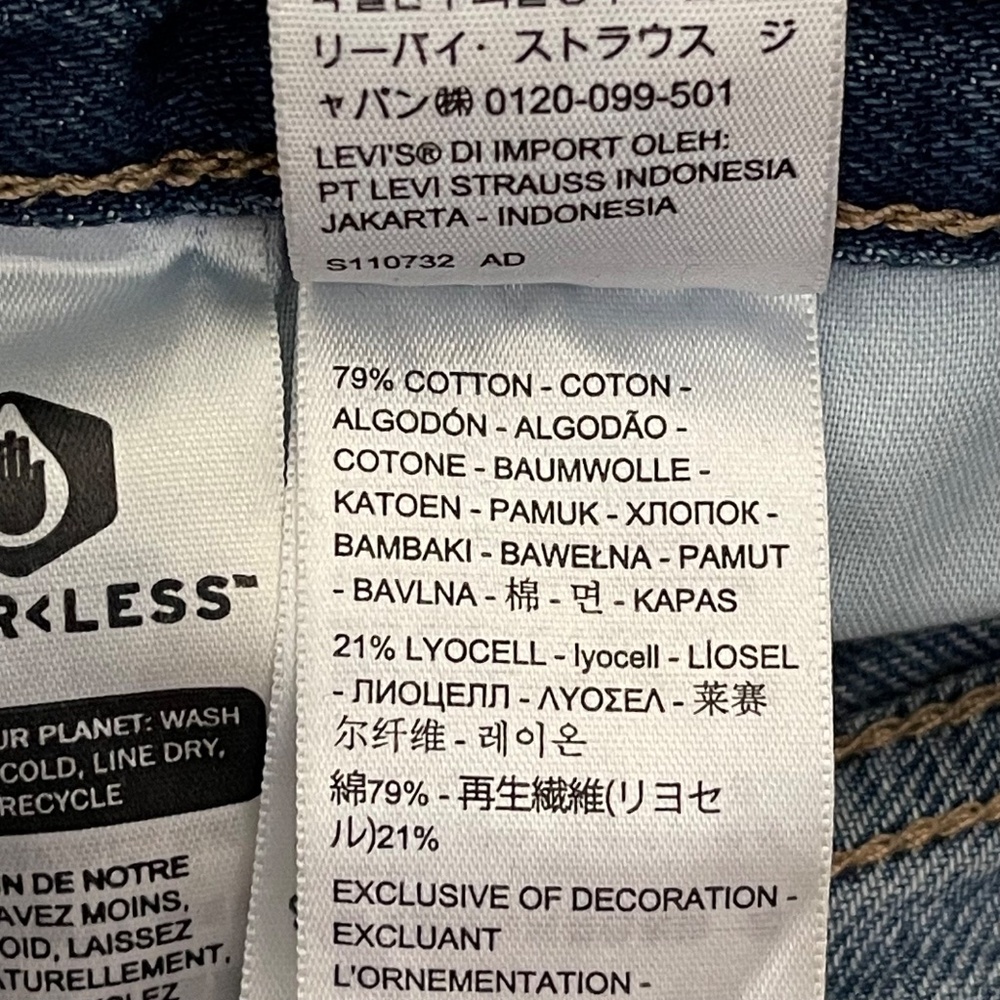 リーバイ・ストラウス ジ
ャパン㈱ 0120-099-501
LEVI'S® DI IMPORT OLEH:
PT LEVI STRAUSS INDONESIA
JAKARTA - INDONESIA
S110732 AD
79% COTTON - COTON -
ALGODÓN - ALGODÃO -
COTONE - BAUMWOLLE -
KATOEN - PAMUK - ХЛОПОК -
BAMBAKI - BAWEŁNA - PAMUT
- BAVLNA - 棉 - 면 - KAPAS
21% LYOCELL - lyocell - LİOSEL
- ЛИОЦЕЛЛ - ΛΥΟΣΕΛ - 莱赛
尔纤维 - 레이온
綿79% - 再生繊維(リヨセ
ル)21%
EXCLUSIVE OF DECORATION -
EXCLUANT
L'ORNEMENTATION -
<LESS™
PLANET: WASH
COLD, LINE DRY,
RECYCLE
DE NOTRE
AVEZ MOINS,
LAISSEZ